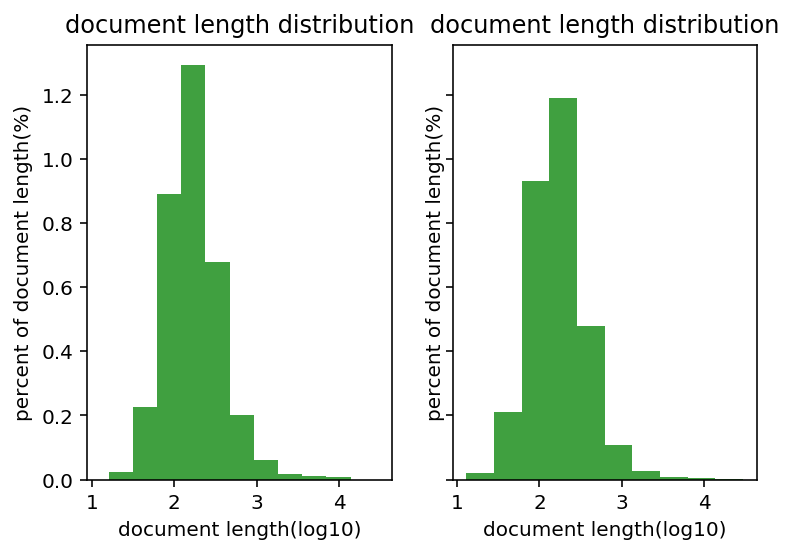 document length distribution
document length distribution
percent of document length(%)
1.2
1.0
0.8
0.6
0.4
0.2
0.0
1 2 3 4
document length(log10)
percent of document length(%)
1 2 3 4
document length(log10)